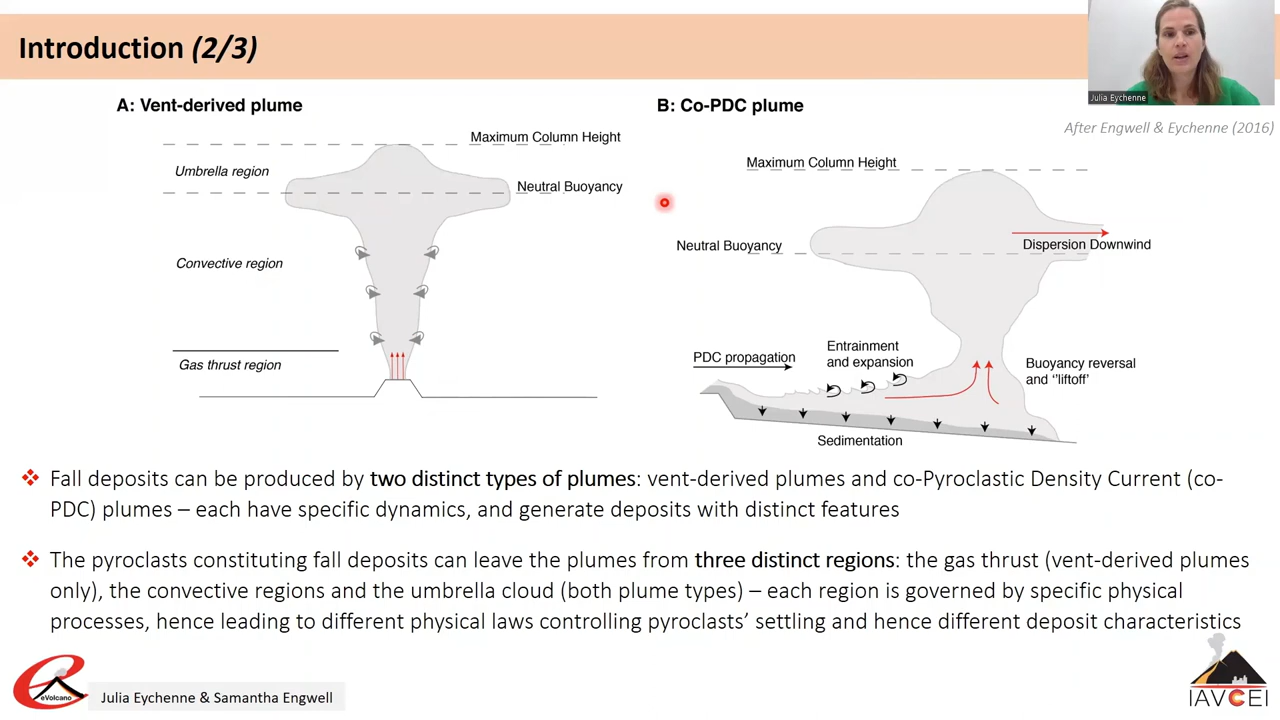 Introduction (2/3)
Julia Eychenne
After Engwell & Eychenne (2016)
A: Vent-derived plume
Maximum Column Height
Umbrella region
Neutral Buoyancy
Convective region
Gas thrust region
B: Co-PDC plume
Maximum Column Height
Neutral Buoyancy
Dispersion Downwind
PDC propagation
Entrainment
and expansion
Buoyancy reversal
and "liftoff'
Sedimentation
❖ Fall deposits can be produced by two distinct types of plumes: vent-derived plumes and co-Pyroclastic Density Current (co-
PDC) plumes – each have specific dynamics, and generate deposits with distinct features
❖ The pyroclasts constituting fall deposits can leave the plumes from three distinct regions: the gas thrust (vent-derived plumes
only), the convective regions and the umbrella cloud (both plume types) – each region is governed by specific physical
processes, hence leading to different physical laws controlling pyroclasts' settling and hence different deposit characteristics
eVolcano
Julia Eychenne & Samantha Engwell
IAVCEI